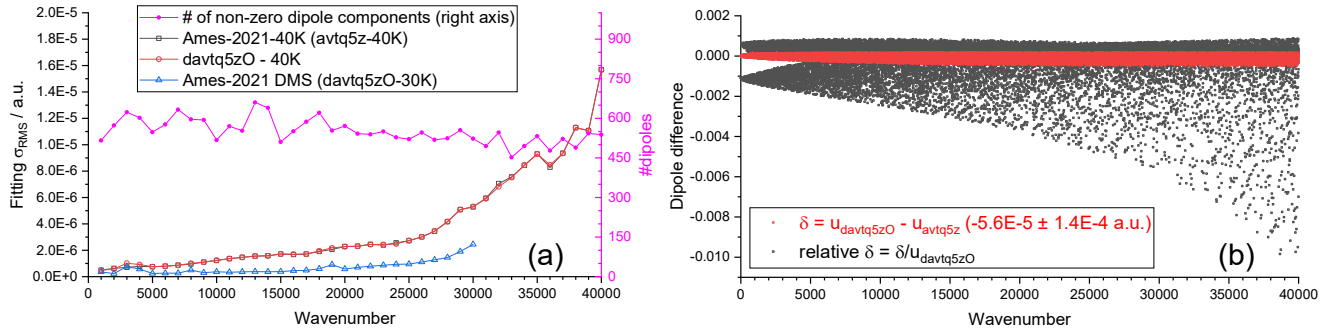 # of non-zero dipole components (right axis)
Ames-2021-40K (avtq5z-40K)
davtq5zO - 40K
Ames-2021 DMS (davtq5zO-30K)
2.0E-5
1.8E-5
1.6E-5
1.4E-5
1.2E-5
1.0E-5
8.0E-6
6.0E-6
4.0E-6
2.0E-6
0.0E+0
Fitting σRMS / a.u.
900
750
600
450
300
150
0
#dipoles
(a)
0 5000 10000 15000 20000 25000 30000 35000 40000
Wavenumber
0.002
0.000
-0.002
-0.004
-0.006
-0.008
-0.010
Dipole difference
(b)
δ = u_davtq5zO - u_avtq5z (-5.6E-5 ± 1.4E-4 a.u.)
relative δ = δ/u_davtq5zO
0 5000 10000 15000 20000 25000 30000 35000 40000
Wavenumber